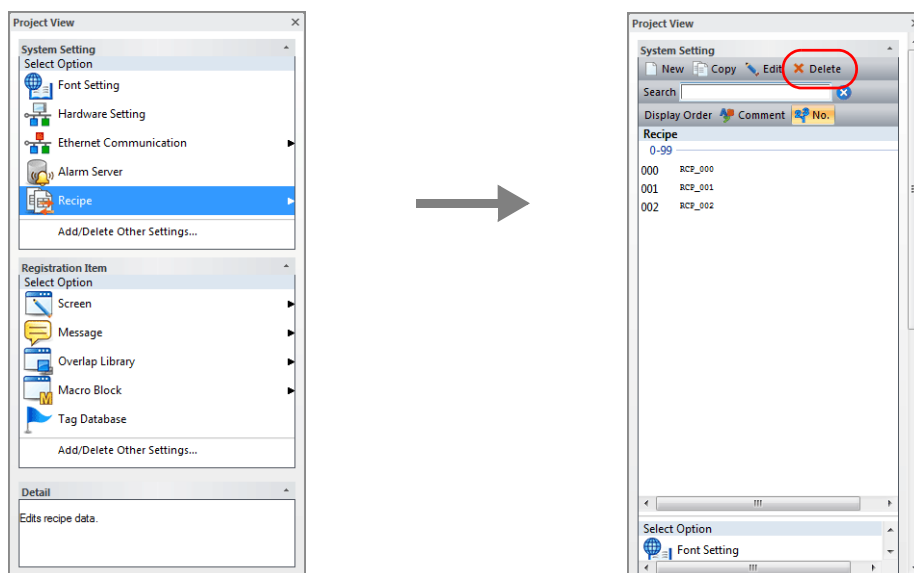 Project View
System Setting
Select Option
Font Setting
Hardware Setting
Ethernet Communication
Alarm Server
Recipe
Add/Delete Other Settings...
Registration Item
Select Option
Screen
Message
Overlap Library
Macro Block
Tag Database
Add/Delete Other Settings...
Detail
Edits recipe data.
Project View
System Setting
New Copy Edit Delete
Search
Display Order Comment No.
Recipe
0-99
000 RCP_000
001 RCP_001
002 RCP_002
Select Option
Font Setting